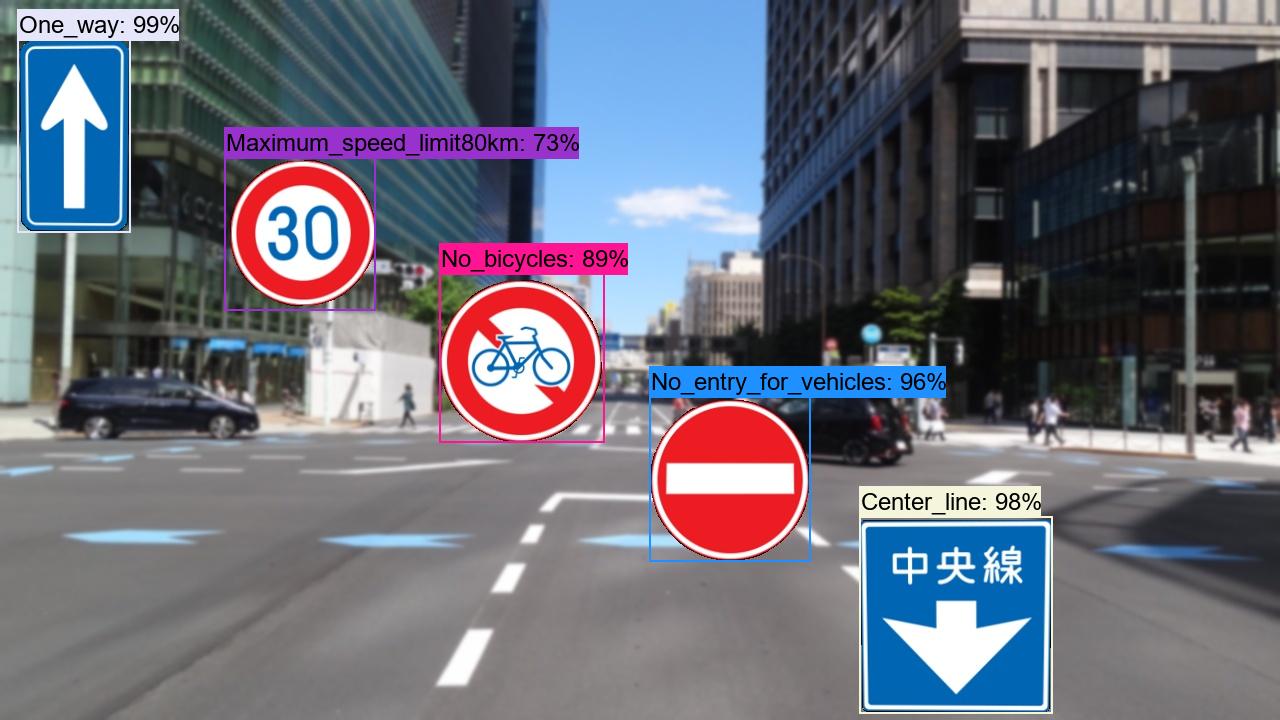 One_way: 99%
Maximum_speed_limit80km: 73%
30
No_bicycles: 89%
No_entry_for_vehicles: 96%
Center_line: 98%
中央線